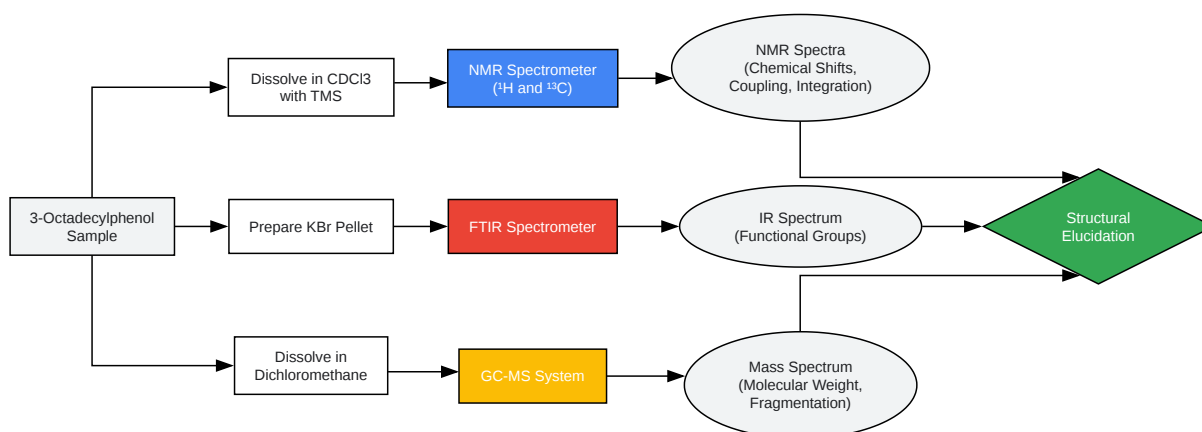 3-Octadecylphenol
Sample
Dissolve in CDCl3
with TMS
NMR Spectrometer
(¹H and ¹³C)
NMR Spectra
(Chemical Shifts,
Coupling, Integration)
Prepare KBr Pellet
FTIR Spectrometer
IR Spectrum
(Functional Groups)
Dissolve in
Dichloromethane
GC-MS System
Mass Spectrum
(Molecular Weight,
Fragmentation)
Structural
Elucidation